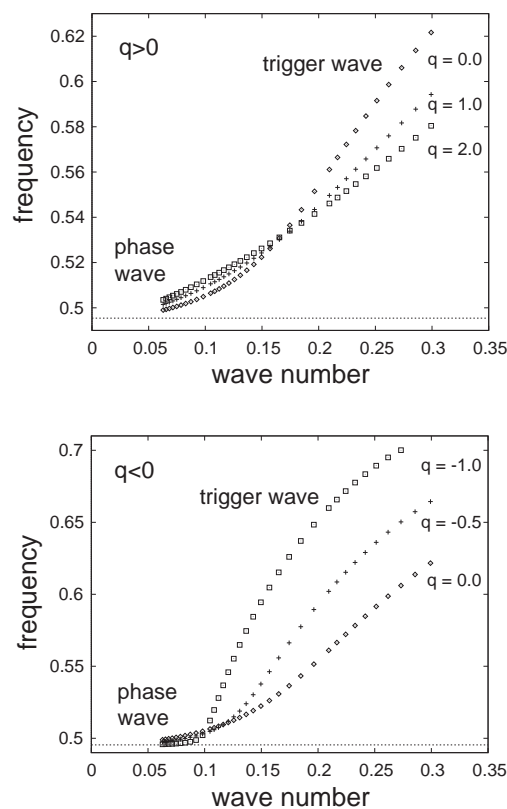 0.62
q>0
trigger wave
q = 0.0
0.6
q = 1.0
0.58
q = 2.0
0.56
frequency
0.54
phase
wave
0.52
0.5
0 0.05 0.1 0.15 0.2 0.25 0.3 0.35
wave number
0.7
q<0
q = -1.0
trigger wave
0.65
q = -0.5
0.6
q = 0.0
frequency
0.55
phase
wave
0.5
0 0.05 0.1 0.15 0.2 0.25 0.3 0.35
wave number